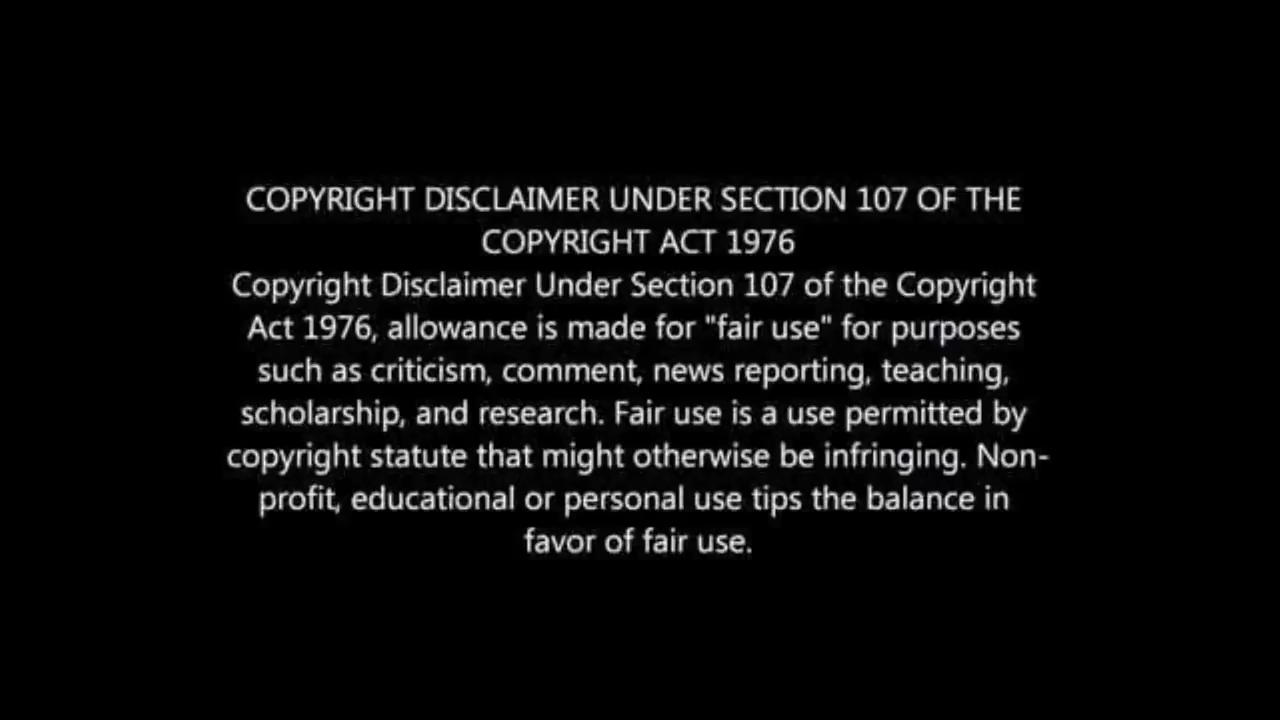 COPYRIGHT DISCLAIMER UNDER SECTION 107 OF THE
COPYRIGHT ACT 1976
Copyright Disclaimer Under Section 107 of the Copyright
Act 1976, allowance is made for "fair use" for purposes
such as criticism, comment, news reporting, teaching,
scholarship, and research. Fair use is a use permitted by
copyright statute that might otherwise be infringing. Non-
profit, educational or personal use tips the balance in
favor of fair use.